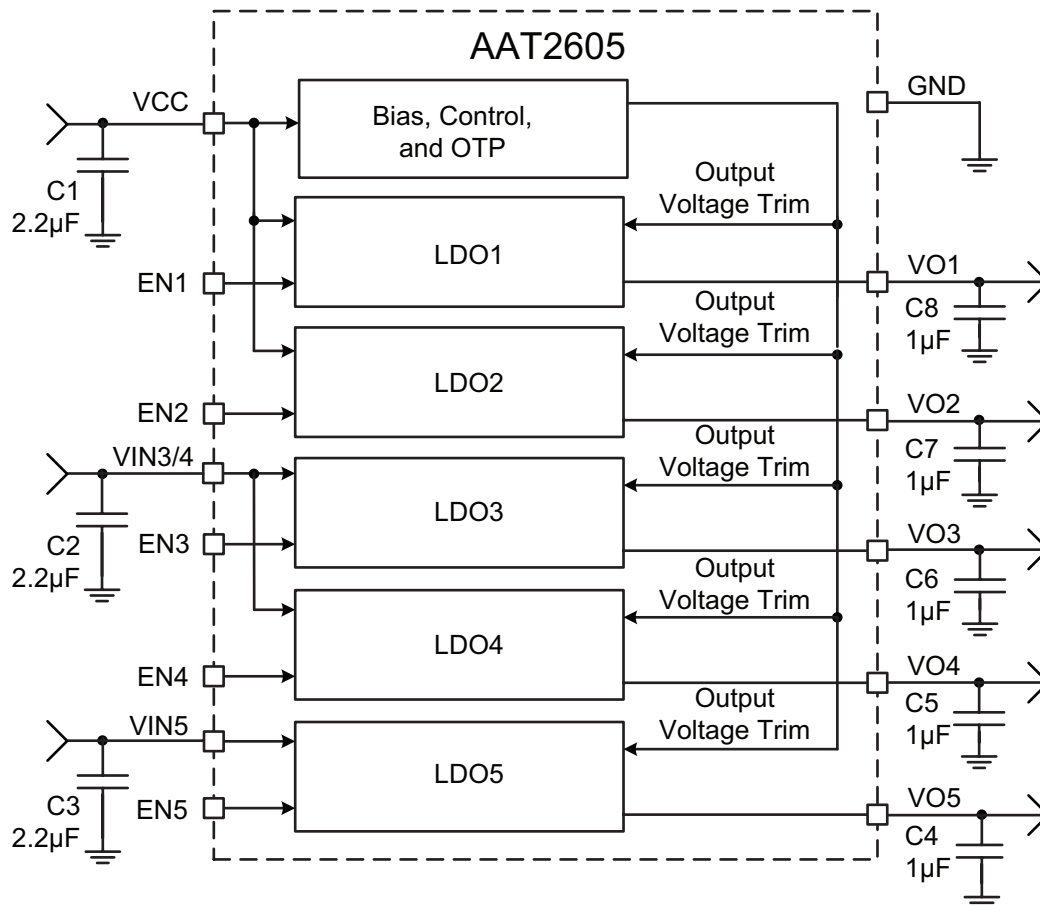 AAT2605
VCC
GND
Bias, Control,
and OTP
C1
2.2µF
Output
Voltage Trim
LDO1
EN1
VO1
C8
1µF
Output
Voltage Trim
LDO2
EN2
VO2
C7
1µF
Output
Voltage Trim
VIN3/4
LDO3
C2
2.2µF
EN3
VO3
C6
1µF
Output
Voltage Trim
LDO4
EN4
VO4
C5
1µF
Output
Voltage Trim
VIN5
LDO5
C3
2.2µF
EN5
VO5
C4
1µF